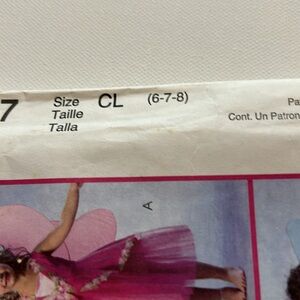 7 Size CL (6-7-8) Pa
Taille Cont. Un Patron
Talla
A